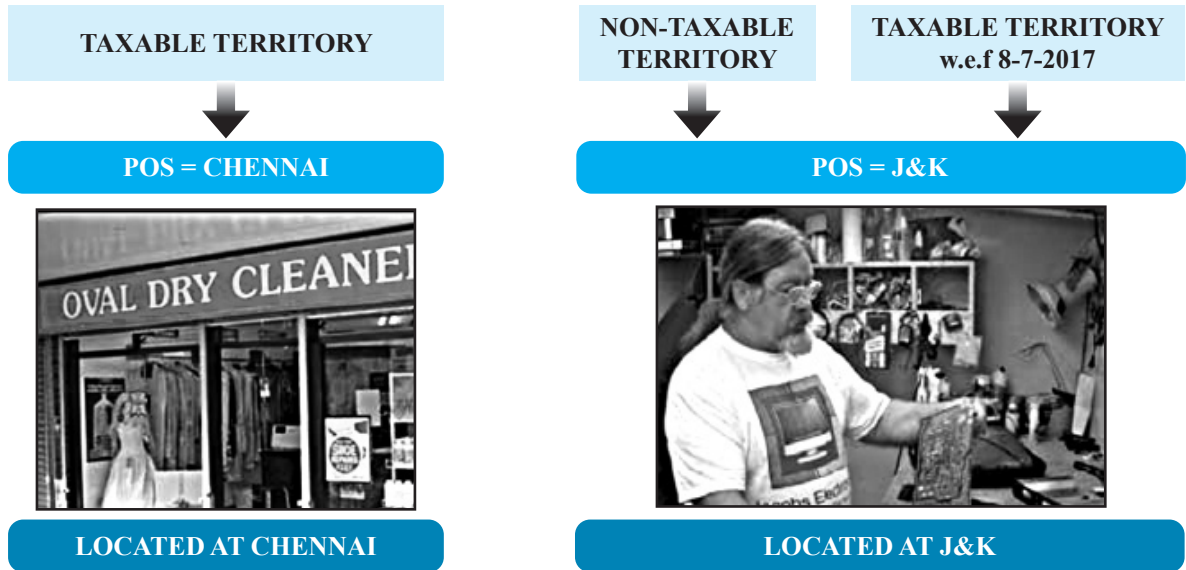 TAXABLE TERRITORY
NON-TAXABLE
TERRITORY
TAXABLE TERRITORY
w.e.f 8-7-2017
POS = CHENNAI
POS = J&K
OVAL DRY CLEANE
LOCATED AT CHENNAI
LOCATED AT J&K